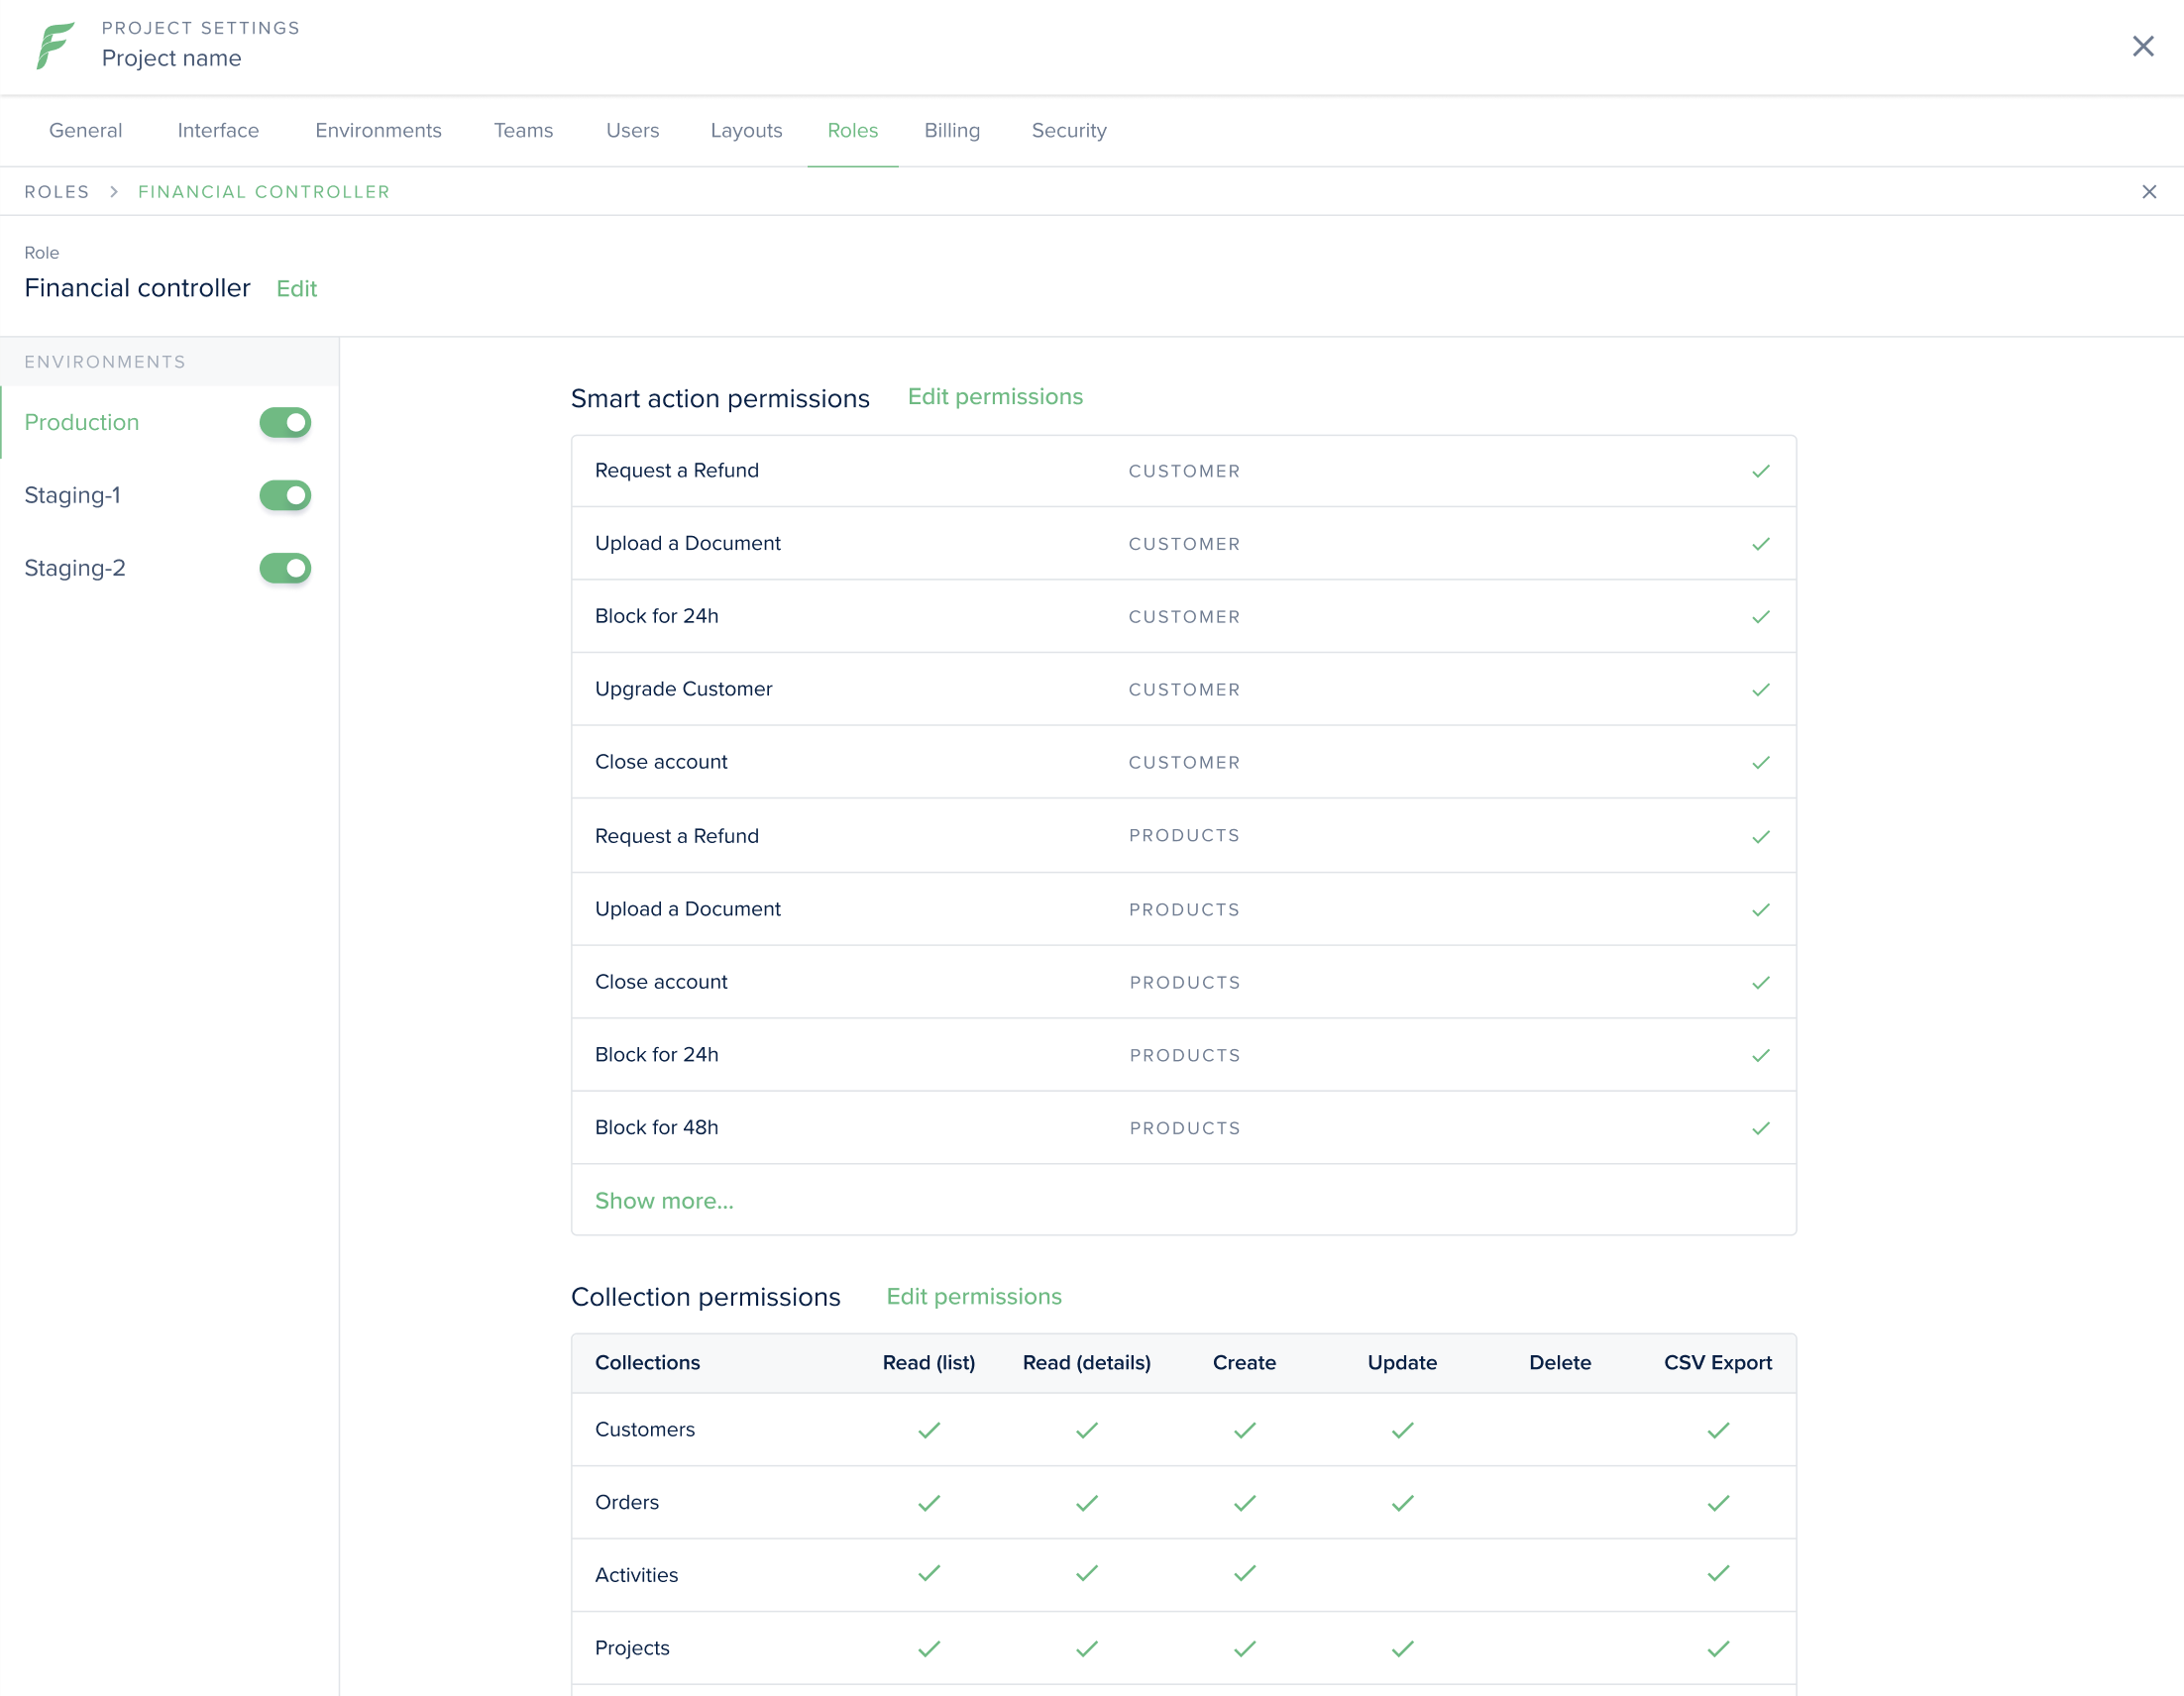 PROJECT SETTINGS
Project name
General Interface Environments Teams Users Layouts Roles Billing Security
ROLES > FINANCIAL CONTROLLER
Role
Financial controller Edit
ENVIRONMENTS
Production
Staging-1
Staging-2
Smart action permissions Edit permissions
Request a Refund CUSTOMER
Upload a Document CUSTOMER
Block for 24h CUSTOMER
Upgrade Customer CUSTOMER
Close account CUSTOMER
Request a Refund PRODUCTS
Upload a Document PRODUCTS
Close account PRODUCTS
Block for 24h PRODUCTS
Block for 48h PRODUCTS
Show more...
Collection permissions Edit permissions
Collections Read (list) Read (details) Create Update Delete CSV Export
Customers
Orders
Activities
Projects